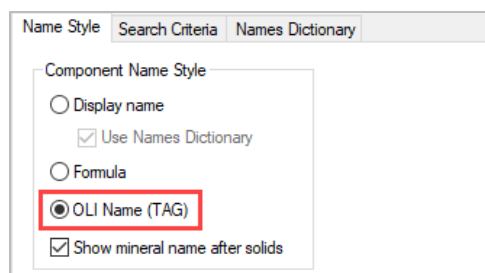 Name Style Search Criteria Names Dictionary
Component Name Style
Display name
Use Names Dictionary
Formula
OLI Name (TAG)
Show mineral name after solids